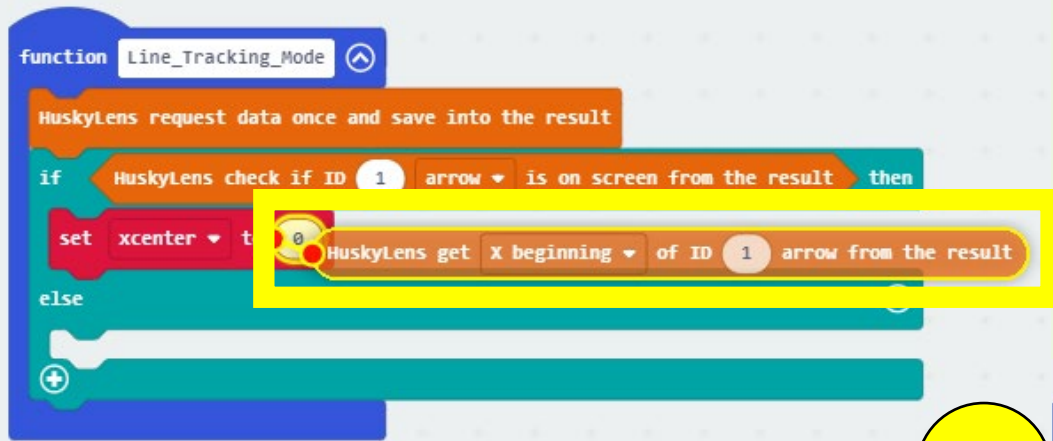 function Line_Tracking_Mode
HuskyLens request data once and save into the result
if HuskyLens check if ID 1 arrow is on screen from the result then
set xcenter t 0 HuskyLens get X beginning of ID 1 arrow from the result
else